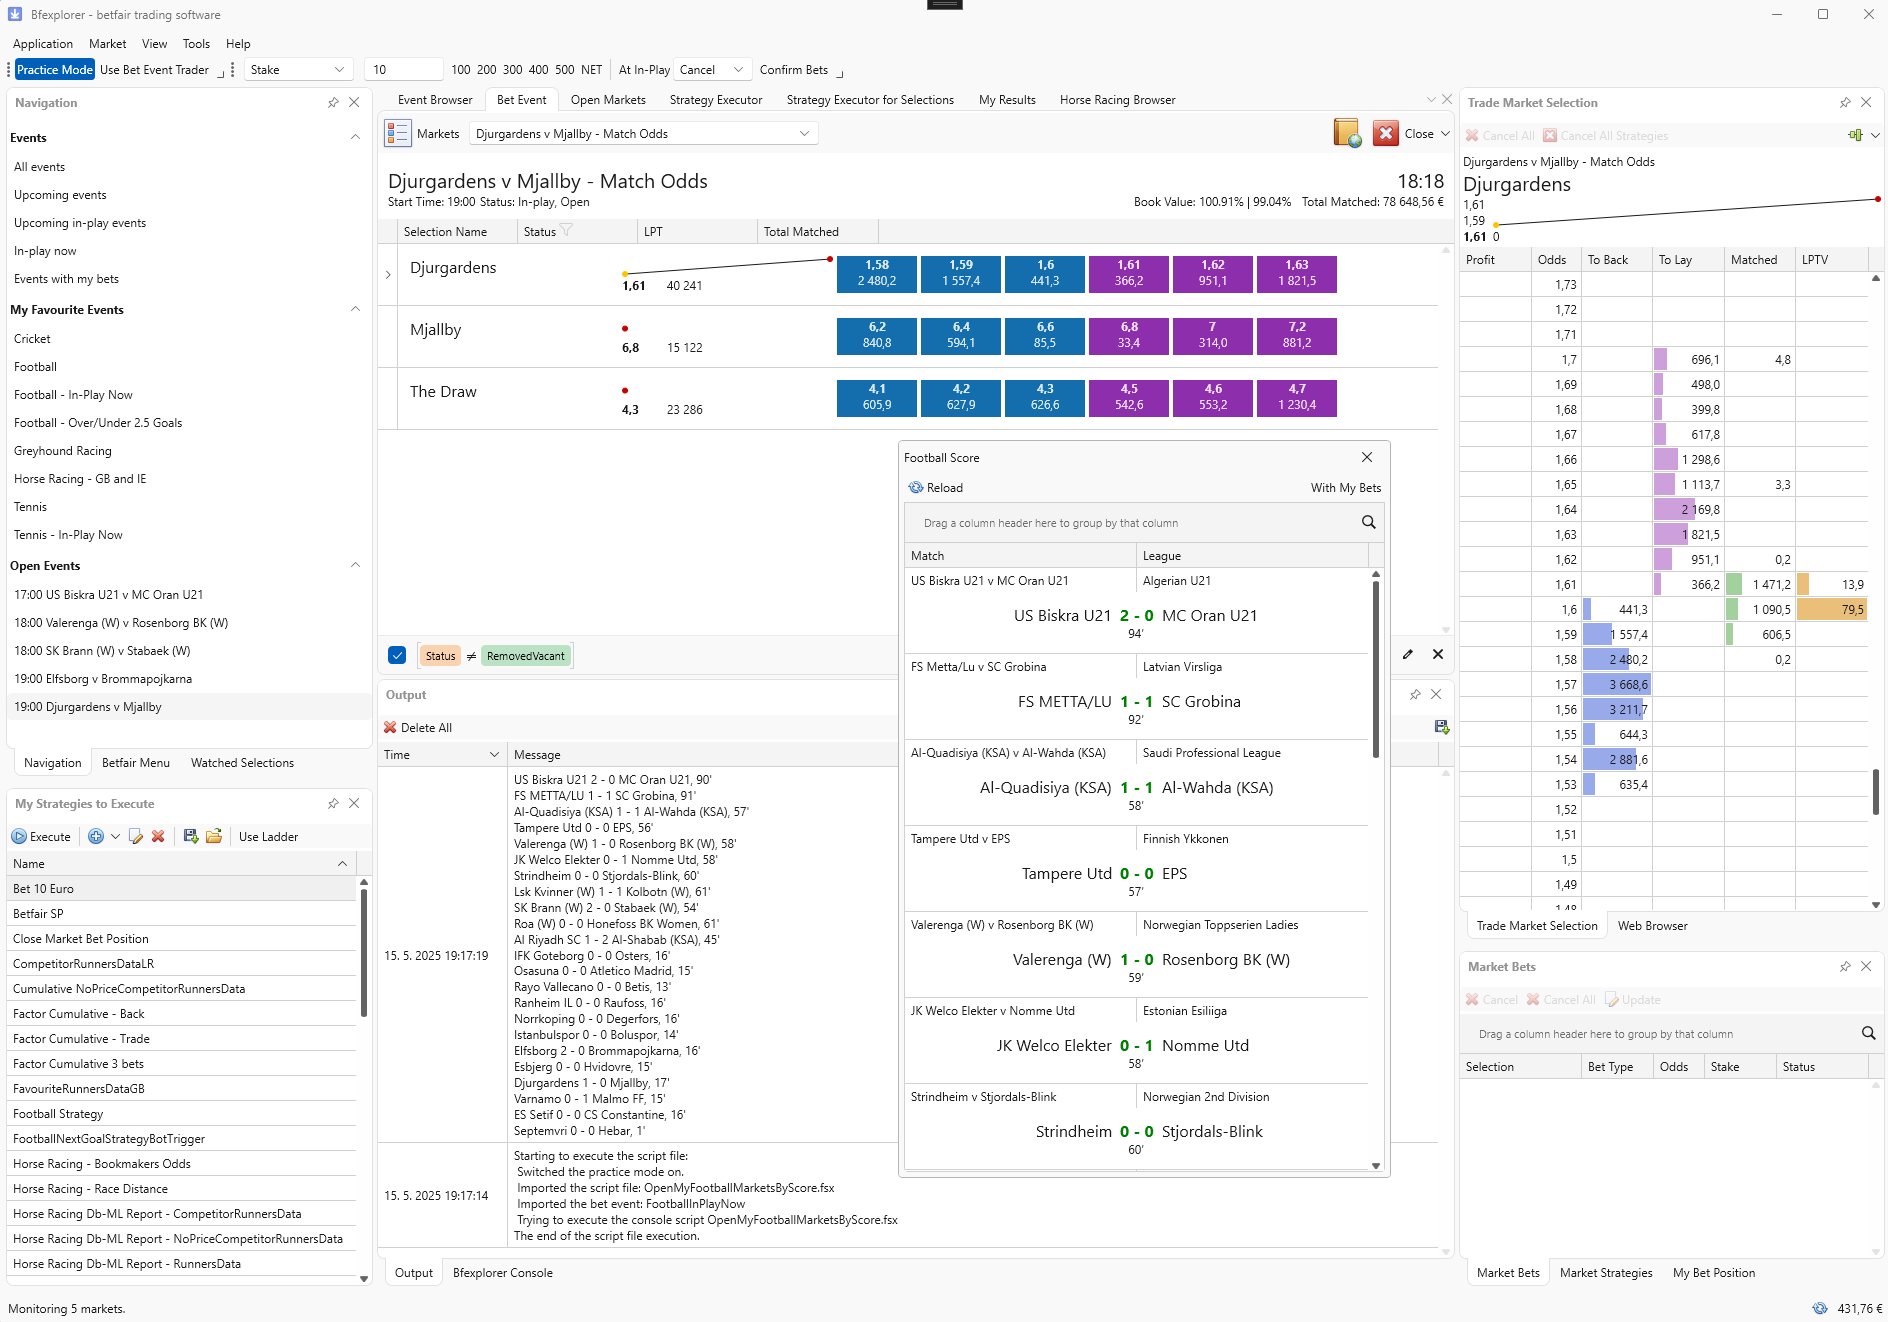 Bfexplorer - betfair trading software
Application Market View Tools Help
Practice Mode Use Bet Event Trader Stake 10 100 200 300 400 500 NET At In-Play Cancel Confirm Bets
Navigation
Events
All events
Upcoming events
Upcoming in-play events
In-play now
Events with my bets
My Favourite Events
Cricket
Football
Football - In-Play Now
Football - Over/Under 2.5 Goals
Greyhound Racing
Horse Racing - GB and IE
Tennis
Tennis - In-Play Now
Open Events
17:00 US Biskra U21 v MC Oran U21
18:00 Valerenga (W) v Rosenborg BK (W)
18:00 SK Brann (W) v Stabaek (W)
19:00 Elfsborg v Brommapojkarna
19:00 Djurgardens v Mjallby
Navigation Betfair Menu Watched Selections
My Strategies to Execute
Execute Use Ladder
Name
Bet 10 Euro
Betfair SP
Close Market Bet Position
CompetitorRunnersDataLR
Cumulative NoPriceCompetitorRunnersData
Factor Cumulative - Back
Factor Cumulative - Trade
Factor Cumulative 3 bets
FavouriteRunnersDataGB
Football Strategy
FootballNextGoalStrategyBotTrigger
Horse Racing - Bookmakers Odds
Horse Racing - Race Distance
Horse Racing Db-ML Report - CompetitorRunnersData
Horse Racing Db-ML Report - NoPriceCompetitorRunnersData
Horse Racing Db-ML Report - RunnersData
Monitoring 5 markets.
Event Browser Bet Event Open Markets Strategy Executor Strategy Executor for Selections My Results Horse Racing Browser
Markets Djurgardens v Mjallby - Match Odds Close
Djurgardens v Mjallby - Match Odds 18:18
Start Time: 19:00 Status: In-play, Open Book Value: 100.91% | 99.04% Total Matched: 78 648,56 €
Selection Name Status LPT Total Matched
Djurgardens 1,58 1,59 1,6 1,61 1,62 1,63
1,61 40 241 2 480,2 1 557,4 441,3 366,2 951,1 1 821,5
Mjallby 6,2 6,4 6,6 6,8 7 7,2
6,8 15 122 840,8 594,1 85,5 33,4 314,0 881,2
The Draw 4,1 4,2 4,3 4,5 4,6 4,7
4,3 23 286 605,9 627,9 626,6 542,6 553,2 1 230,4
Status ≠ RemovedVacant
Output
Delete All
Time Message
15. 5. 2025 19:17:19
US Biskra U21 2 - 0 MC Oran U21, 90'
FS METTA/LU 1 - 1 SC Grobina, 91'
Al-Quadisiya (KSA) 1 - 1 Al-Wahda (KSA), 57'
Tampere Utd 0 - 0 EPS, 56'
Valerenga (W) 1 - 0 Rosenborg BK (W), 58'
JK Welco Elekter 0 - 1 Nomme Utd, 58'
Strindheim 0 - 0 Stjordals-Blink, 60'
Lsk Kvinner (W) 1 - 1 Kolbotn (W), 61'
SK Brann (W) 2 - 0 Stabaek (W), 54'
Roa (W) 0 - 0 Honefoss BK Women, 61'
Al Riyadh SC 1 - 2 Al-Shabab (KSA), 45'
IFK Goteborg 0 - 0 Osters, 16'
Osasuna 0 - 0 Atletico Madrid, 15'
Rayo Vallecano 0 - 0 Betis, 13'
Ranheim IL 0 - 0 Raufoss, 16'
Norrkoping 0 - 0 Degerfors, 16'
Istanbulspor 0 - 0 Boluspor, 14'
Elfsborg 2 - 0 Brommapojkarna, 16'
Esbjerg 0 - 0 Hvidovre, 15'
Djurgardens 1 - 0 Mjallby, 17'
Varnamo 0 - 1 Malmo FF, 15'
ES Setif 0 - 0 CS Constantine, 16'
Septemvri 0 - 0 Hebar, 1'
15. 5. 2025 19:17:14
Starting to execute the script file:
Switched the practice mode on.
Imported the script file: OpenMyFootballMarketsByScore.fsx
Imported the bet event: FootballInPlayNow
Trying to execute the console script OpenMyFootballMarketsByScore.fsx
The end of the script file execution.
Output Bfexplorer Console
Football Score
Reload With My Bets
Drag a column header here to group by that column
Match League
US Biskra U21 v MC Oran U21 Algerian U21
US Biskra U21 2 - 0 MC Oran U21
94'
FS Metta/Lu v SC Grobina Latvian Virsliga
FS METTA/LU 1 - 1 SC Grobina
92'
Al-Quadisiya (KSA) v Al-Wahda (KSA) Saudi Professional League
Al-Quadisiya (KSA) 1 - 1 Al-Wahda (KSA)
58'
Tampere Utd v EPS Finnish Ykkonen
Tampere Utd 0 - 0 EPS
57'
Valerenga (W) v Rosenborg BK (W) Norwegian Toppserien Ladies
Valerenga (W) 1 - 0 Rosenborg BK (W)
59'
JK Welco Elekter v Nomme Utd Estonian Esiliiga
JK Welco Elekter 0 - 1 Nomme Utd
58'
Strindheim v Stjordals-Blink Norwegian 2nd Division
Strindheim 0 - 0 Stjordals-Blink
60'
Trade Market Selection
Cancel All Cancel All Strategies
Djurgardens v Mjallby - Match Odds
Djurgardens
1,61
1,59
1,61 0
Profit Odds To Back To Lay Matched LPTV
1,73
1,72
1,71
1,7 696,1 4,8
1,69 498,0
1,68 399,8
1,67 617,8
1,66 1 298,6
1,65 1 113,7 3,3
1,64 2 169,8
1,63 1 821,5
1,62 951,1 0,2
1,61 366,2 1 471,2 13,9
1,6 441,3 1 090,5 79,5
1,59 1 557,4 606,5
1,58 2 480,2 0,2
1,57 3 668,6
1,56 3 211,7
1,55 644,3
1,54 2 881,6
1,53 635,4
1,52
1,51
1,5
1,49
1,48
Trade Market Selection Web Browser
Market Bets
Cancel Cancel All Update
Drag a column header here to group by that column
Selection Bet Type Odds Stake Status
Market Bets Market Strategies My Bet Position
431,76 €